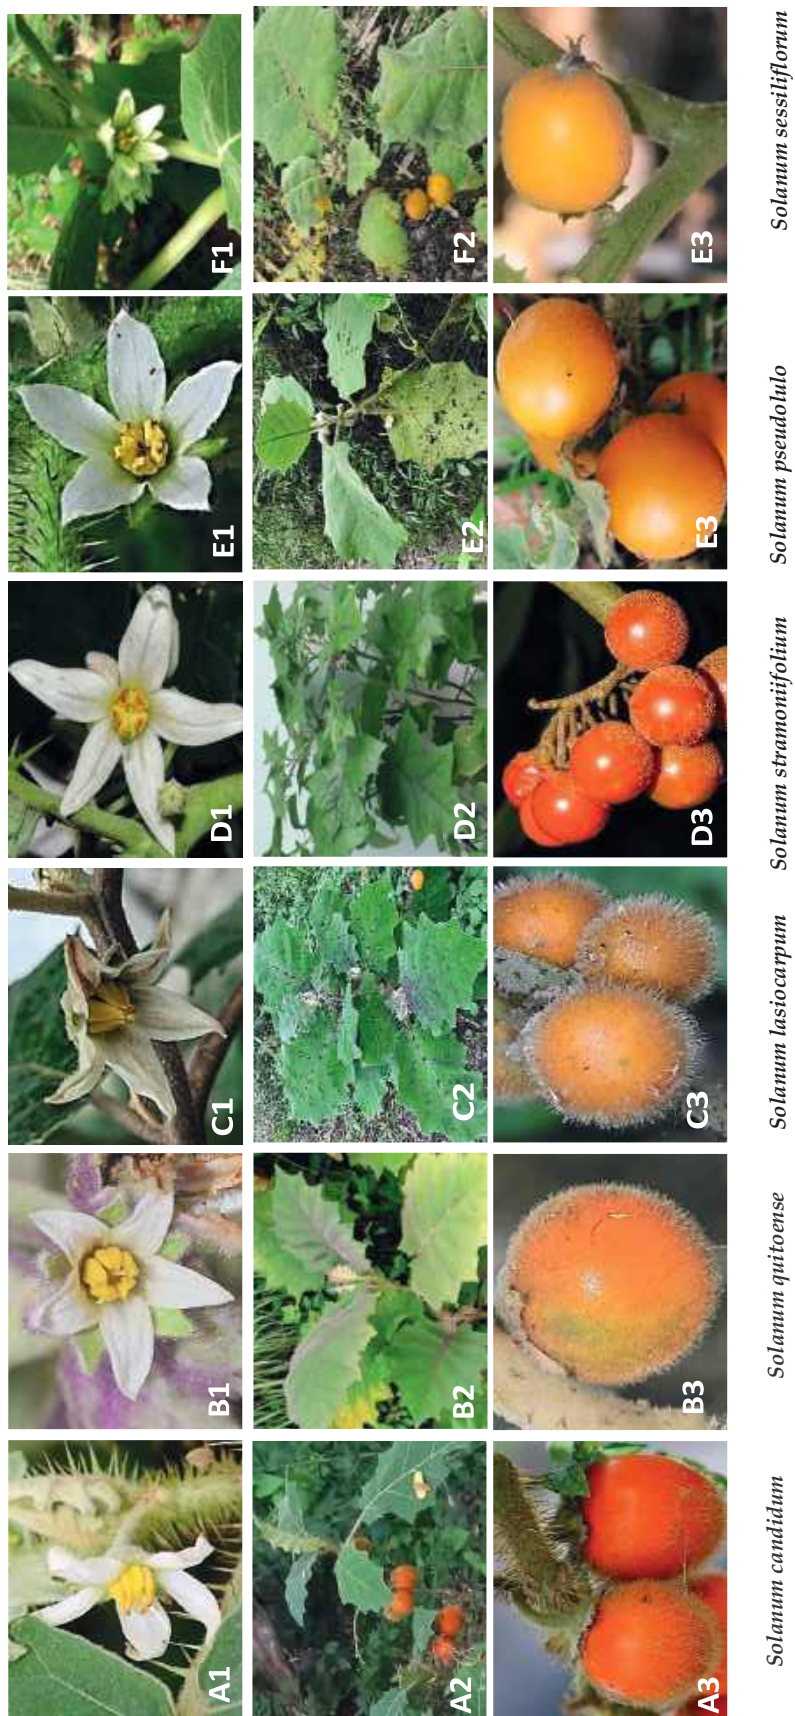 A1 B1 C1 D1 E1 F1
A2 B2 C2 D2 E2 F2
A3 B3 C3 D3 E3 E3
Solanum candidum Solanum quitoense Solanum lasiocarpum Solanum stramoniifolium Solanum pseudolulo Solanum sessiliflorum